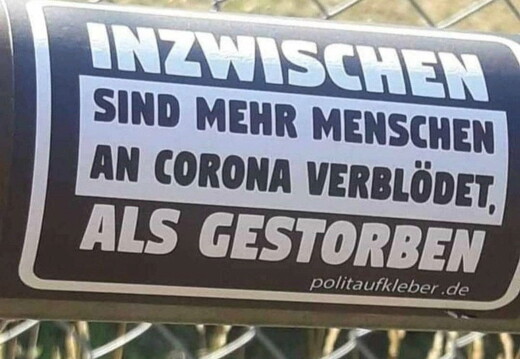 INZWISCHEN
SIND MEHR MENSCHEN
AN CORONA VERBLÖDET,
ALS GESTORBEN
politaufkleber.de